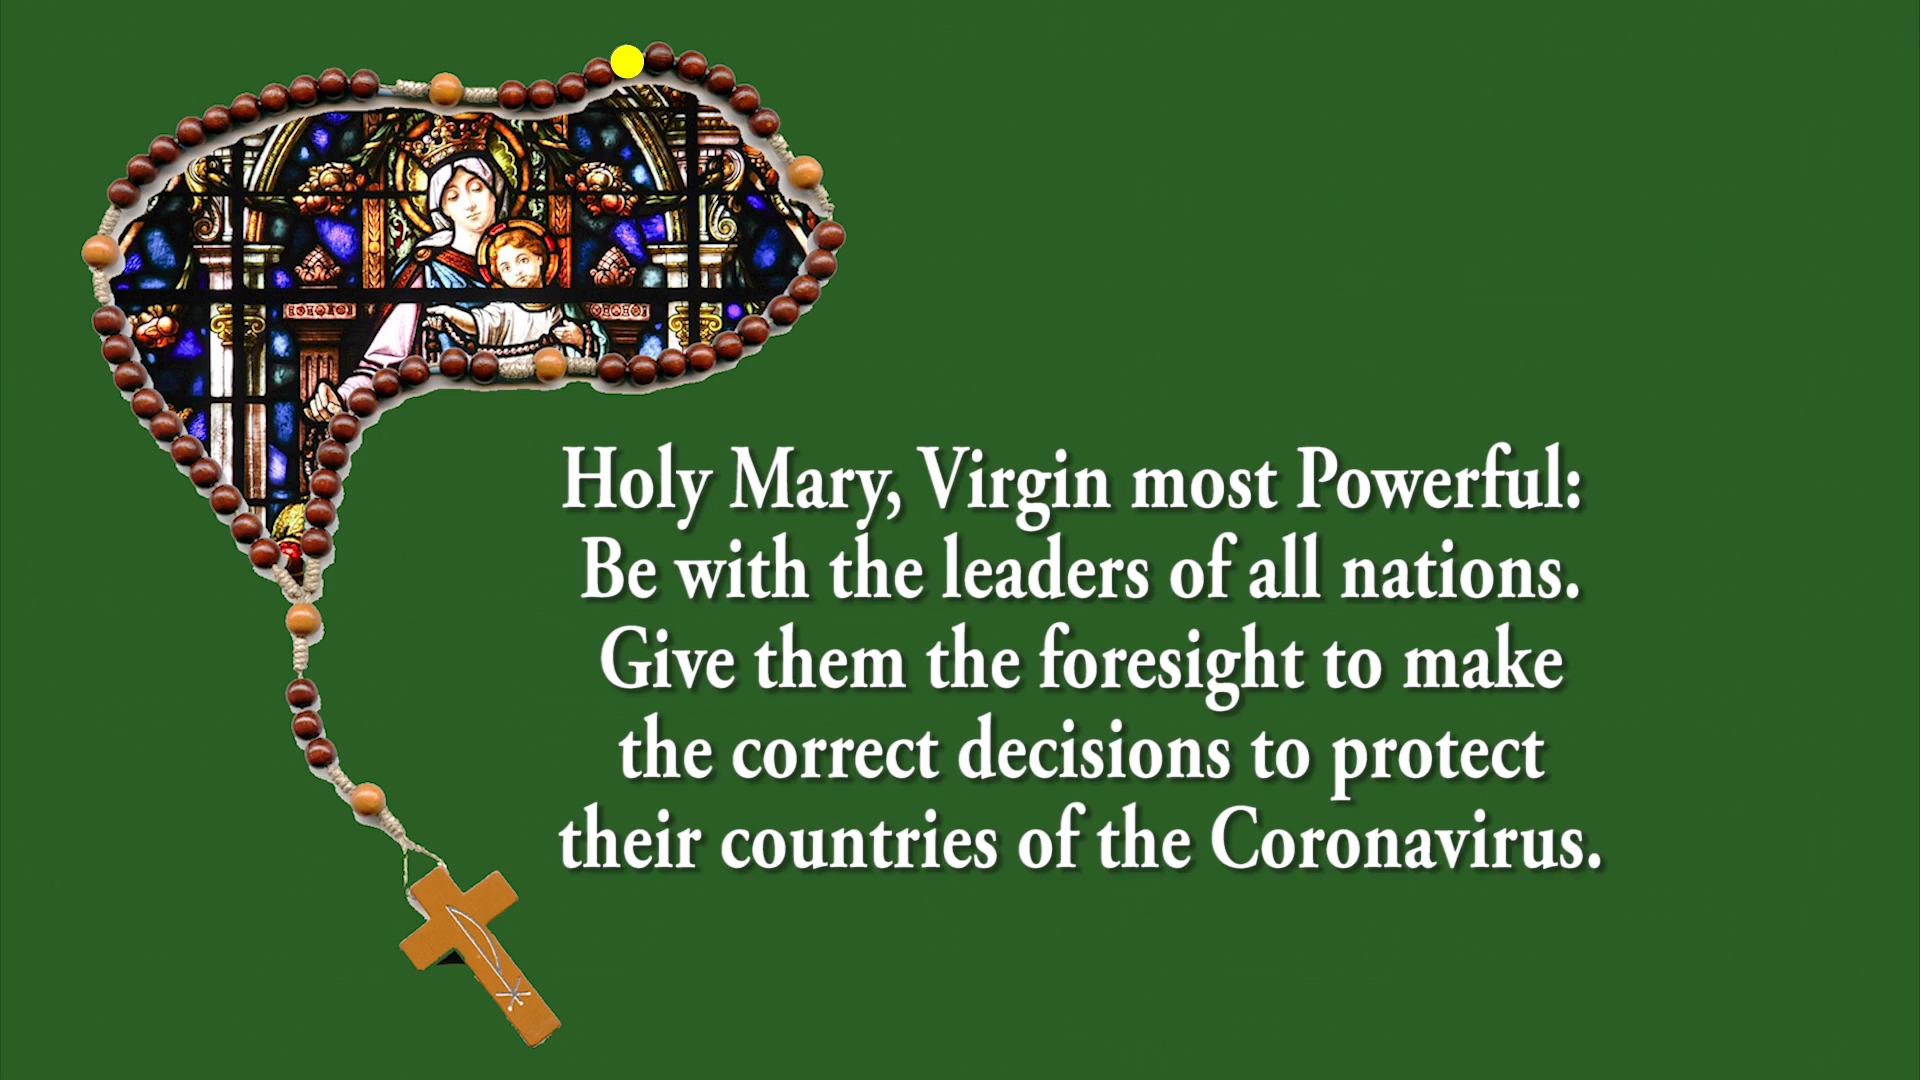 Holy Mary, Virgin most Powerful:
Be with the leaders of all nations.
Give them the foresight to make
the correct decisions to protect
their countries of the Coronavirus.